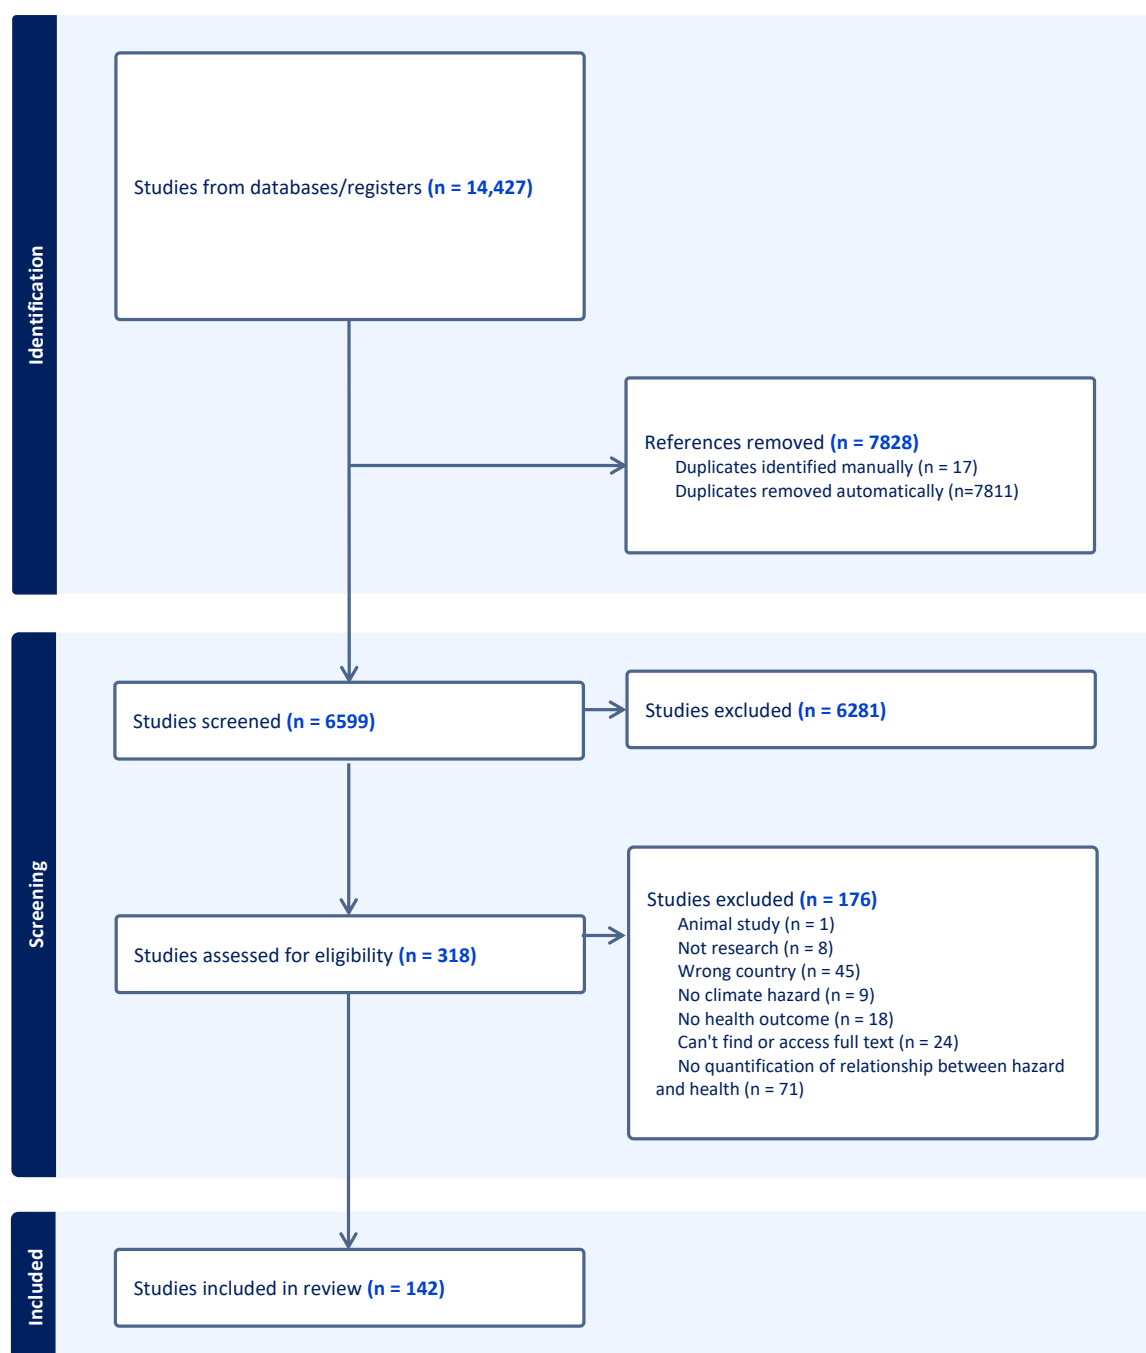 Identification
Studies from databases/registers (n = 14,427)
References removed (n = 7828)
Duplicates identified manually (n = 17)
Duplicates removed automatically (n=7811)
Screening
Studies screened (n = 6599)
Studies excluded (n = 6281)
Studies assessed for eligibility (n = 318)
Studies excluded (n = 176)
Animal study (n = 1)
Not research (n = 8)
Wrong country (n = 45)
No climate hazard (n = 9)
No health outcome (n = 18)
Can't find or access full text (n = 24)
No quantification of relationship between hazard
and health (n = 71)
Included
Studies included in review (n = 142)